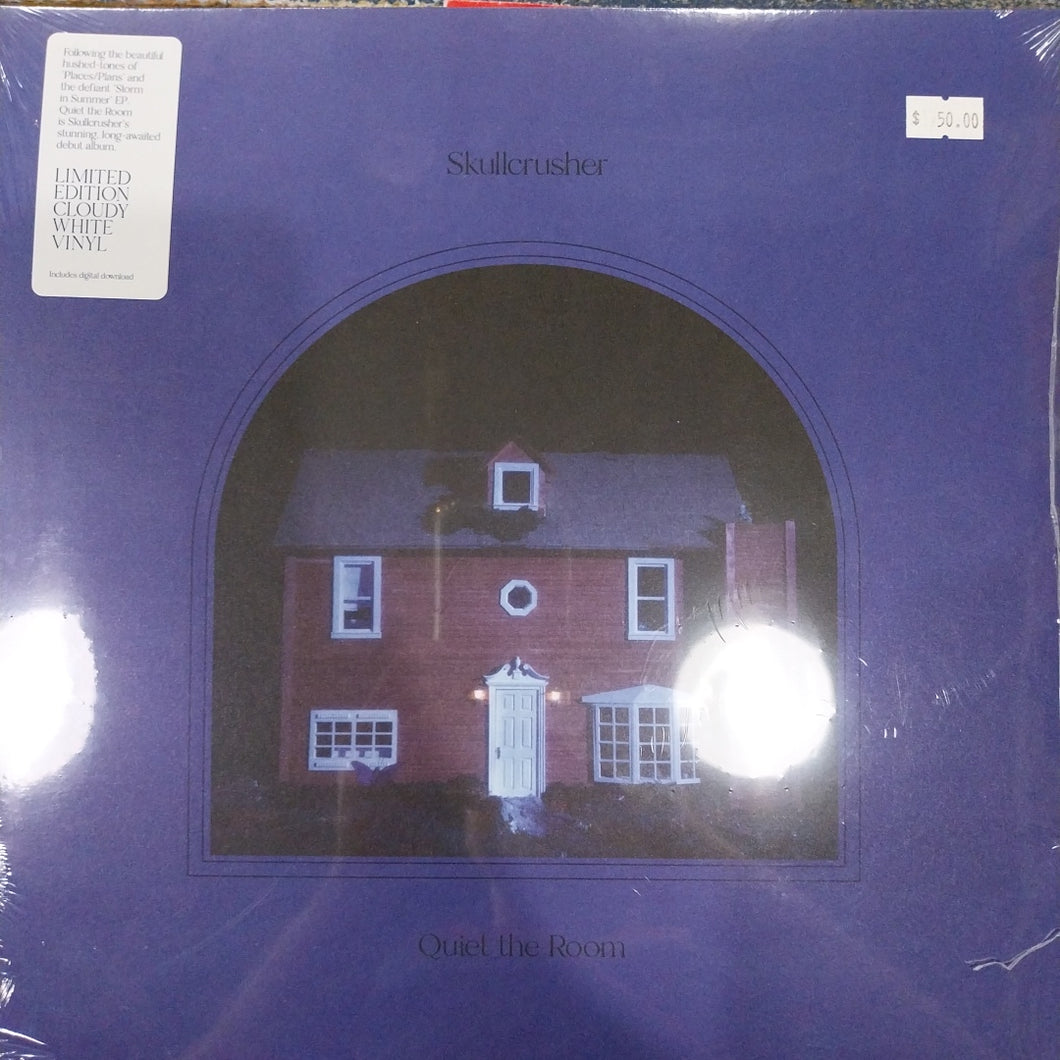 Following the beautiful
hushed-tones of
'Places/Plans' and
the defiant 'Storm
in Summer' EP,
Quiet the Room
is Skullcrusher's
stunning, long-awaited
debut album.
LIMITED
EDITION
CLOUDY
WHITE
VINYL
Includes digital download
$ 50.00
Skullcrusher
Quiet the Room